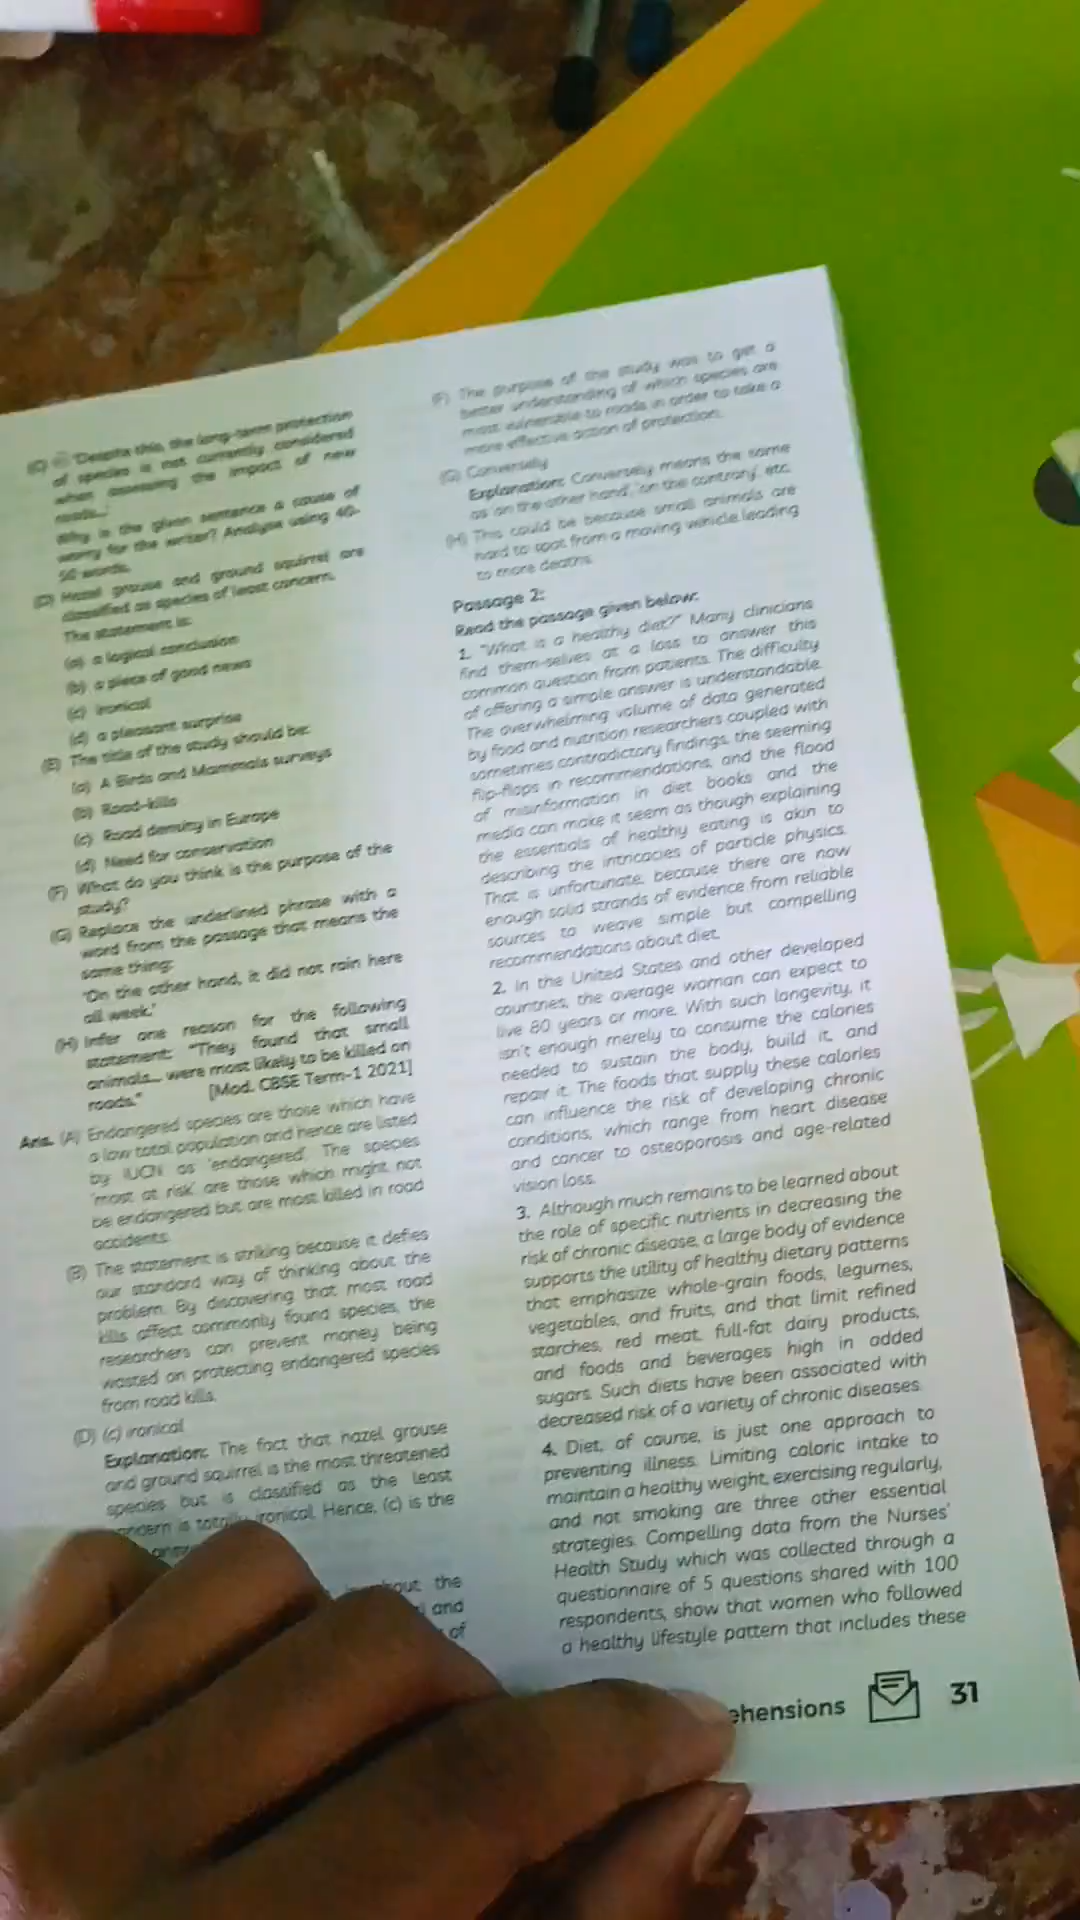 (C) "Despite this, the long-term protection
of species is not currently considered
when assessing the impact of new
roads..."
Why is the given sentence a cause of
worry for the writer? Analyse using 40-
50 words.
(D) Hazel grouse and ground squirrel are
classified as species of least concern.
The statement is:
(a) a logical conclusion
(b) a piece of good news
(c) ironical
(d) a pleasant surprise
(E) The title of the study should be:
(a) A Birds and Mammals surveys
(b) Road-kills
(c) Road density in Europe
(d) Need for conservation
(F) What do you think is the purpose of the
study?
(G) Replace the underlined phrase with a
word from the passage that means the
same thing:
'On the other hand, it did not rain here
all week.'
(H) Infer one reason for the following
statement: "They found that small
animals... were most likely to be killed on
roads."
[Mod. CBSE Term-1 2021]
Ans. (A) Endangered species are those which have
a low total population and hence are listed
by IUCN as 'endangered'. The species
'most at risk' are those which might not
be endangered but are most killed in road
accidents.
(B) The statement is striking because it defies
our standard way of thinking about the
problem. By discovering that most road
kills affect commonly found species, the
researchers can prevent money being
wasted on protecting endangered species
from road kills.
(D) (c) ironical
Explanation: The fact that hazel grouse
and ground squirrel is the most threatened
species but is classified as the least
concern is totally ironical. Hence, (c) is the
out the
and
of
(F) The purpose of the study was to get a
better understanding of which species are
most vulnerable to roads in order to take a
more effective action of protection.
(G) Conversely
Explanation: Conversely means the same
as 'on the other hand', 'on the contrary', etc.
(H) This could be because small animals are
hard to spot from a moving vehicle leading
to more deaths.
Passage 2:
Read the passage given below:
1. "What is a healthy diet?" Many clinicians
find them-selves at a loss to answer this
common question from patients. The difficulty
of offering a simple answer is understandable.
The overwhelming volume of data generated
by food and nutrition researchers coupled with
sometimes contradictory findings, the seeming
flip-flops in recommendations, and the flood
of misinformation in diet books and the
media can make it seem as though explaining
the essentials of healthy eating is akin to
describing the intricacies of particle physics.
That is unfortunate, because there are now
enough solid strands of evidence from reliable
sources to weave simple but compelling
recommendations about diet.
2. In the United States and other developed
countries, the average woman can expect to
live 80 years or more. With such longevity, it
isn't enough merely to consume the calories
needed to sustain the body, build it, and
repair it. The foods that supply these calories
can influence the risk of developing chronic
conditions, which range from heart disease
and cancer to osteoporosis and age-related
vision loss.
3. Although much remains to be learned about
the role of specific nutrients in decreasing the
risk of chronic disease, a large body of evidence
supports the utility of healthy dietary patterns
that emphasize whole-grain foods, legumes,
vegetables, and fruits, and that limit refined
starches, red meat, full-fat dairy products,
and foods and beverages high in added
sugars. Such diets have been associated with
decreased risk of a variety of chronic diseases.
4. Diet, of course, is just one approach to
preventing illness. Limiting caloric intake to
maintain a healthy weight, exercising regularly,
and not smoking are three other essential
strategies. Compelling data from the Nurses'
Health Study which was collected through a
questionnaire of 5 questions shared with 100
respondents, show that women who followed
a healthy lifestyle pattern that includes these
ehensions 31